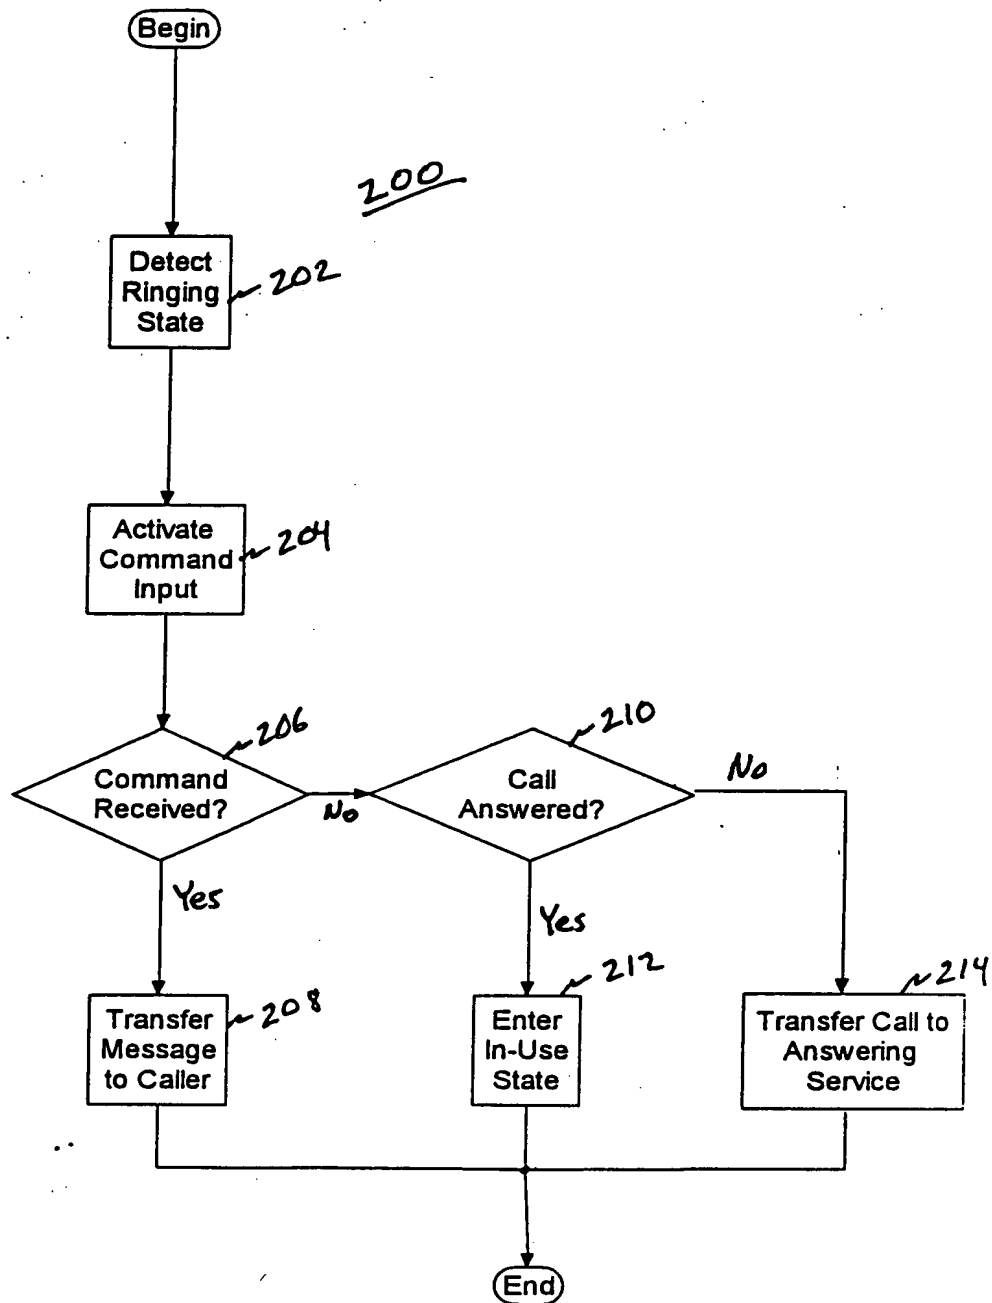 Begin
200
Detect
Ringing
State
202
Activate
Command
Input
204
206
Command
Received?
No
210
Call
Answered?
No
Yes
Yes
208
Transfer
Message
to Caller
212
Enter
In-Use
State
214
Transfer Call to
Answering
Service
End